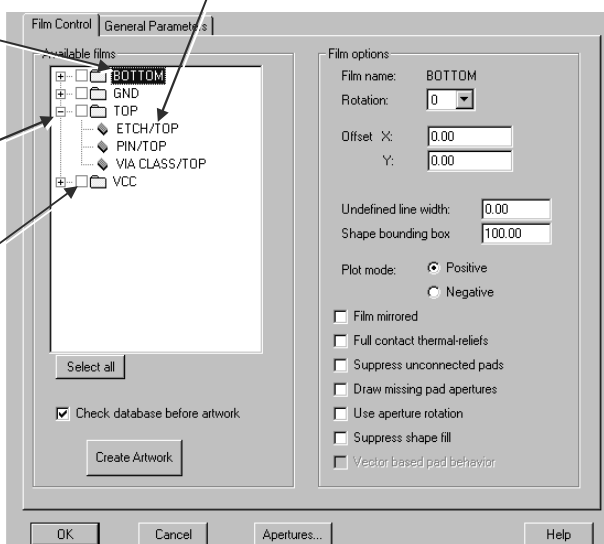 Film Control
General Parameters
Available films
BOTTOM
GND
TOP
ETCH/TOP
PIN/TOP
VIA CLASS/TOP
VCC
Select all
Check database before artwork
Create Artwork
Film options
Film name: BOTTOM
Rotation: 0
Offset X: 0.00
Y: 0.00
Undefined line width: 0.00
Shape bounding box 100.00
Plot mode: Positive
Negative
Film mirrored
Full contact thermal-reliefs
Suppress unconnected pads
Draw missing pad apertures
Use aperture rotation
Suppress shape fill
Vector based pad behavior
OK
Cancel
Apertures...
Help